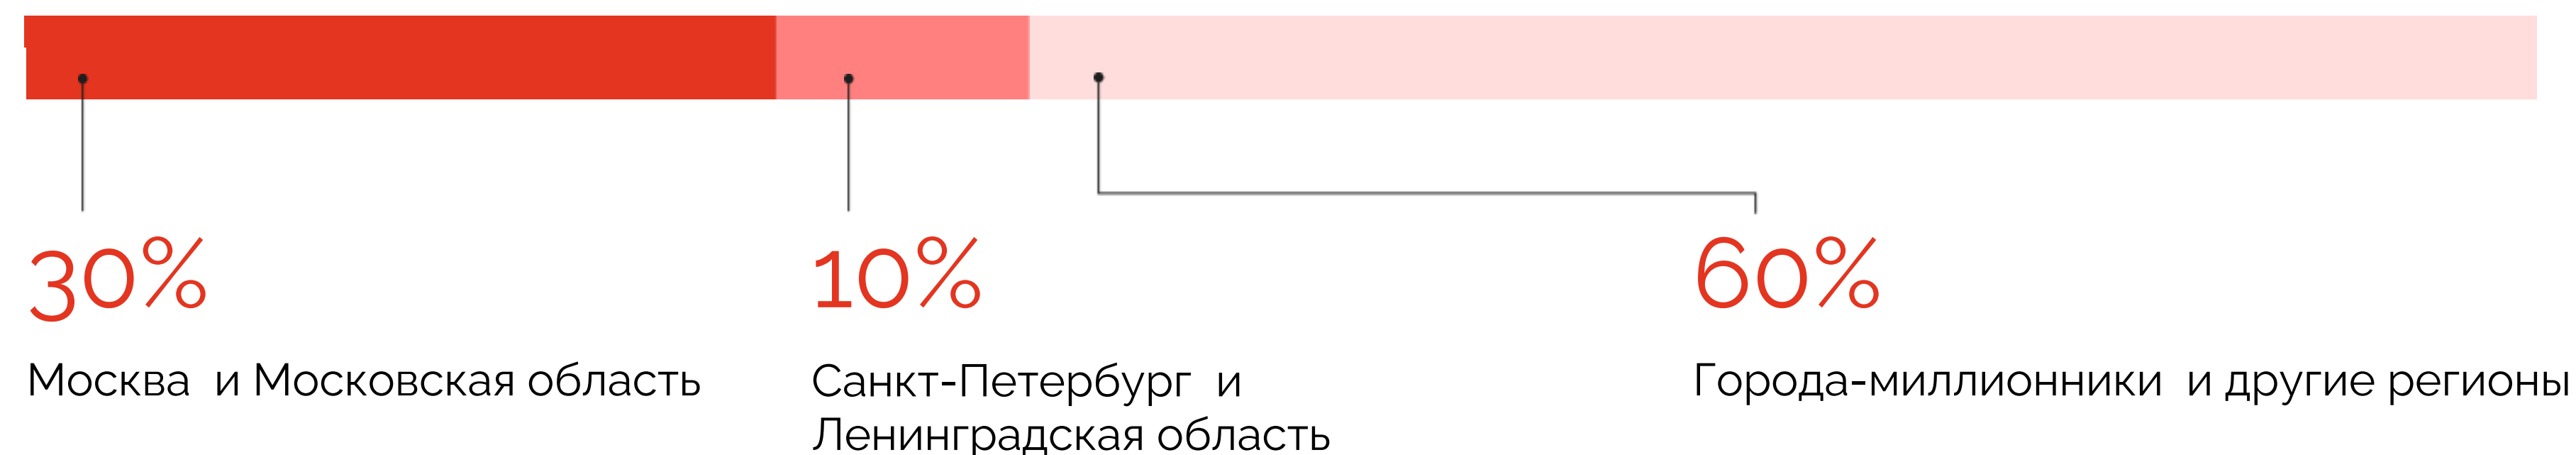 30%
Москва и Московская область
10%
Санкт-Петербург и
Ленинградская область
60%
Города-миллионники и другие регионы